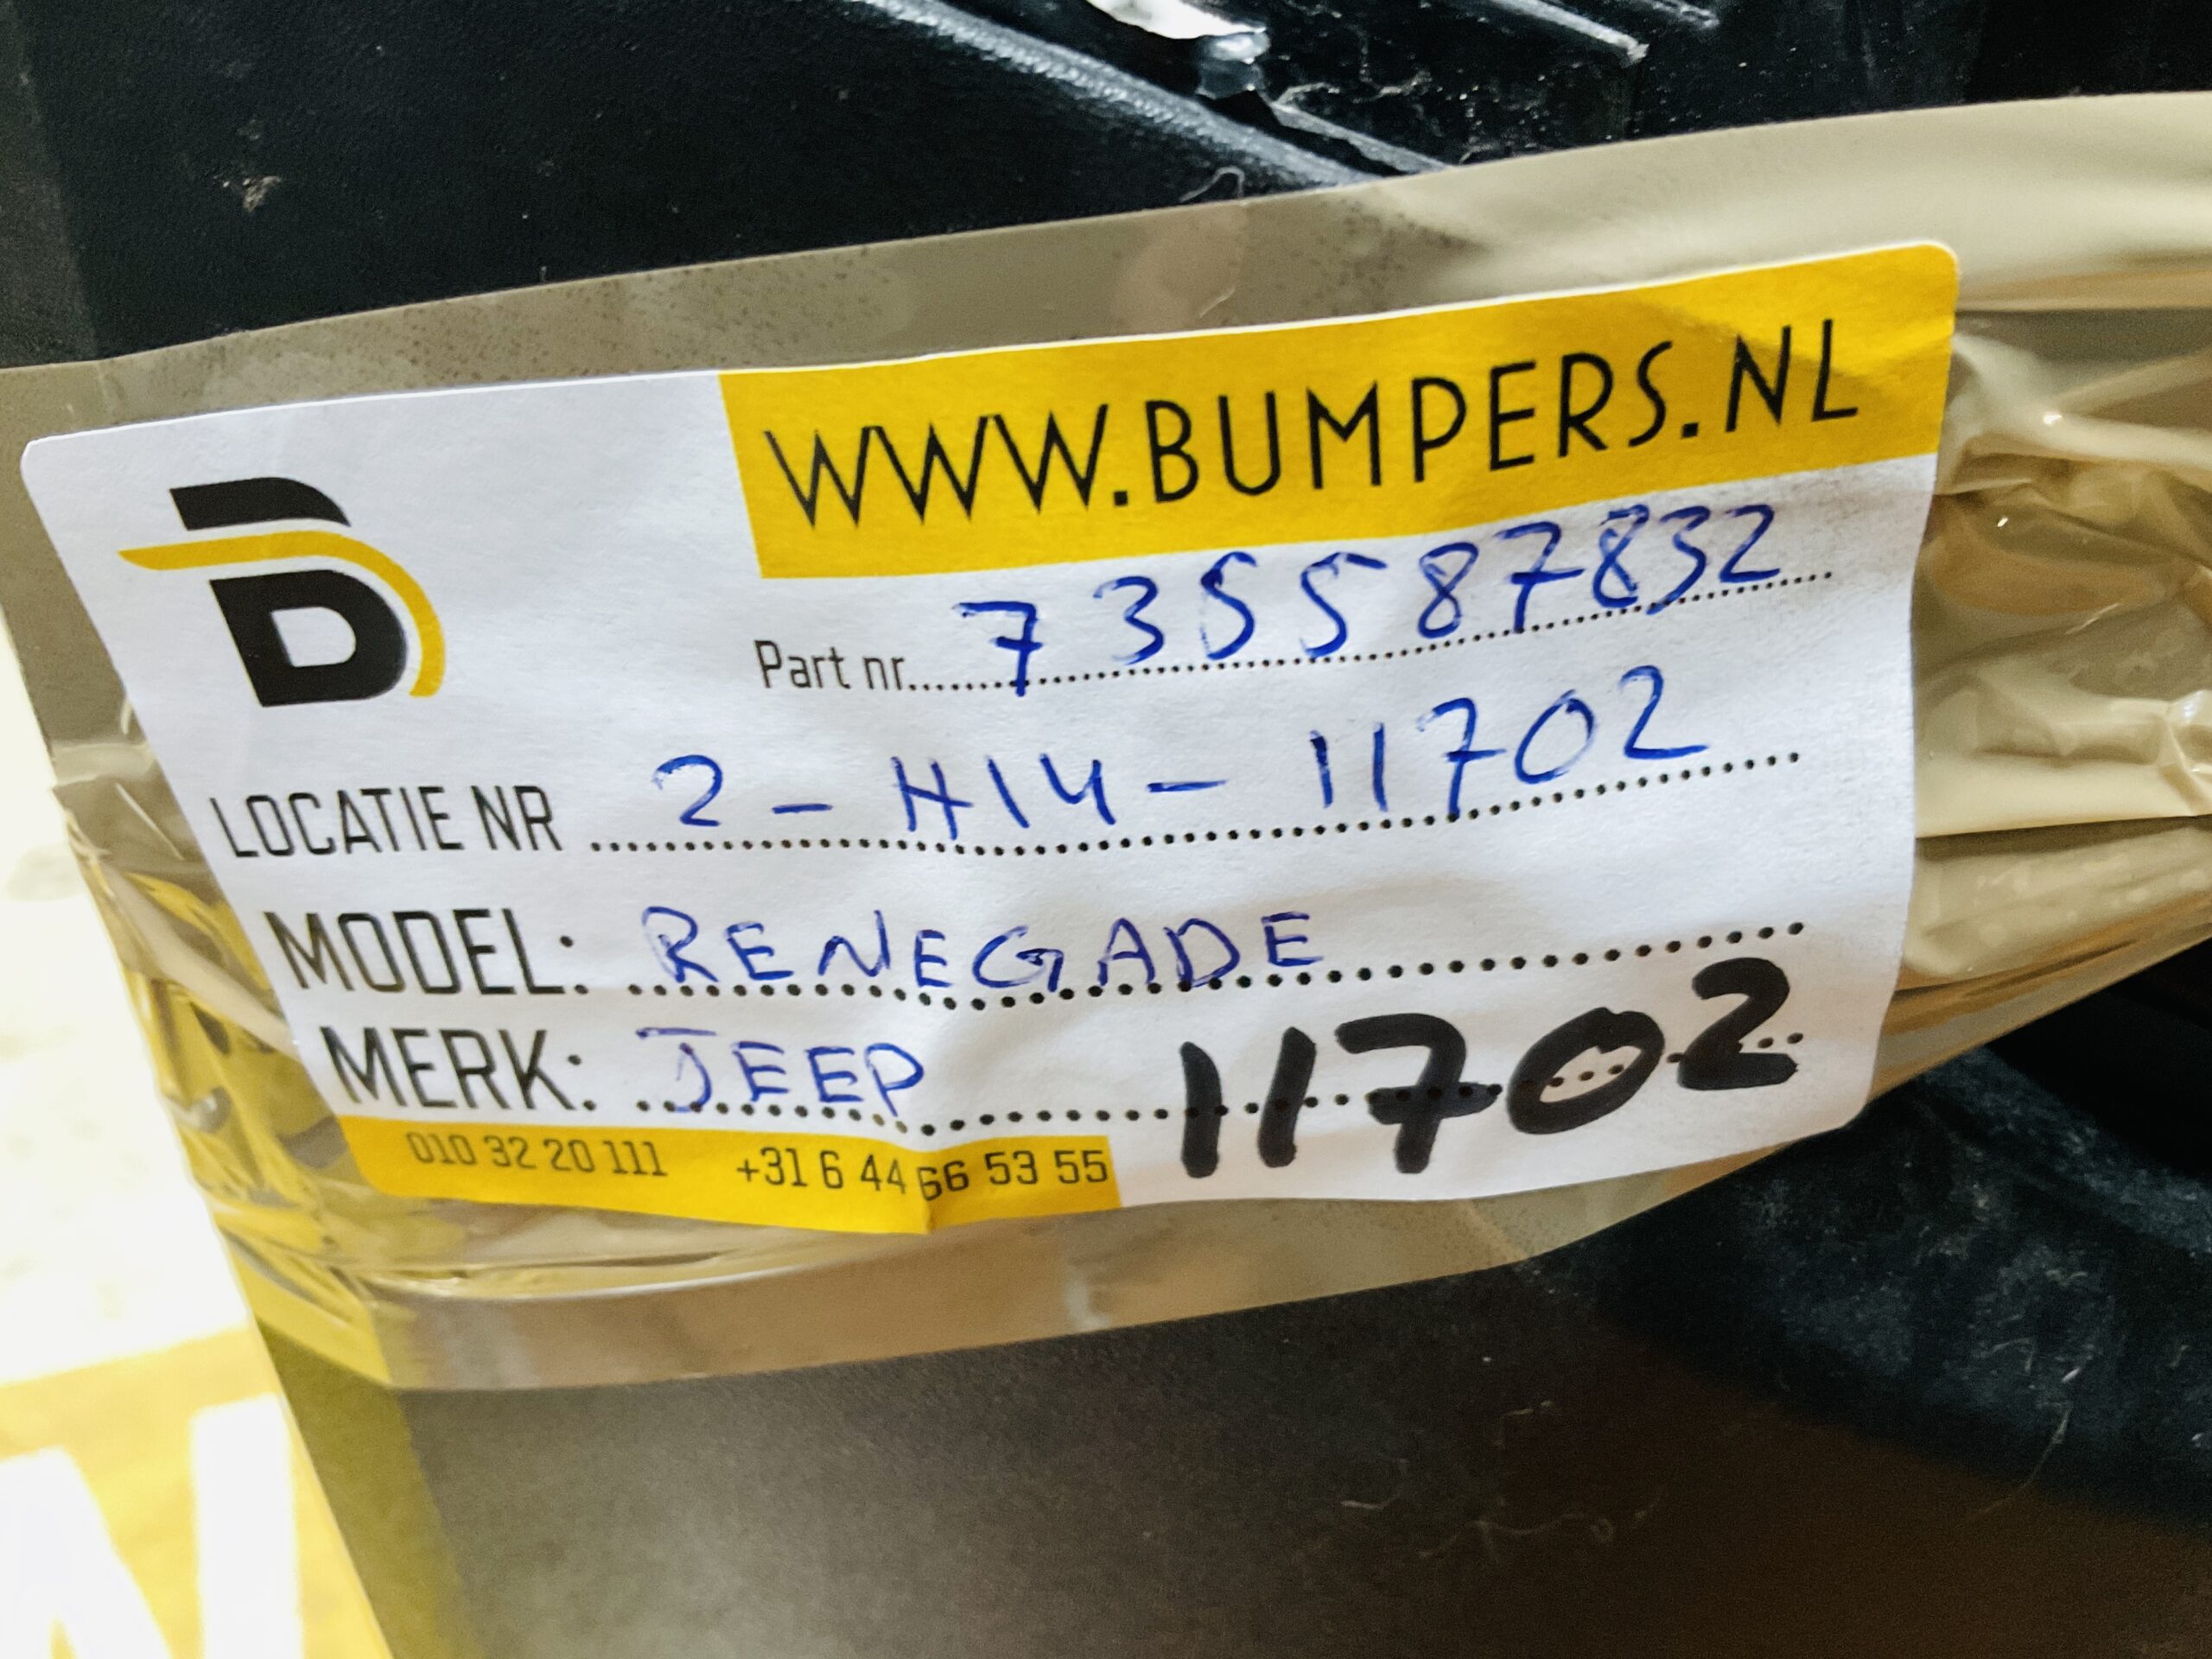 WWW.BUMPERS.NL
B
Part nr. 735587832
LOCATIE NR 2-H14-11702
MODEL: RENEGADE
MERK: JEEP 11702
010 32 20 111 +31 6 44 66 53 55